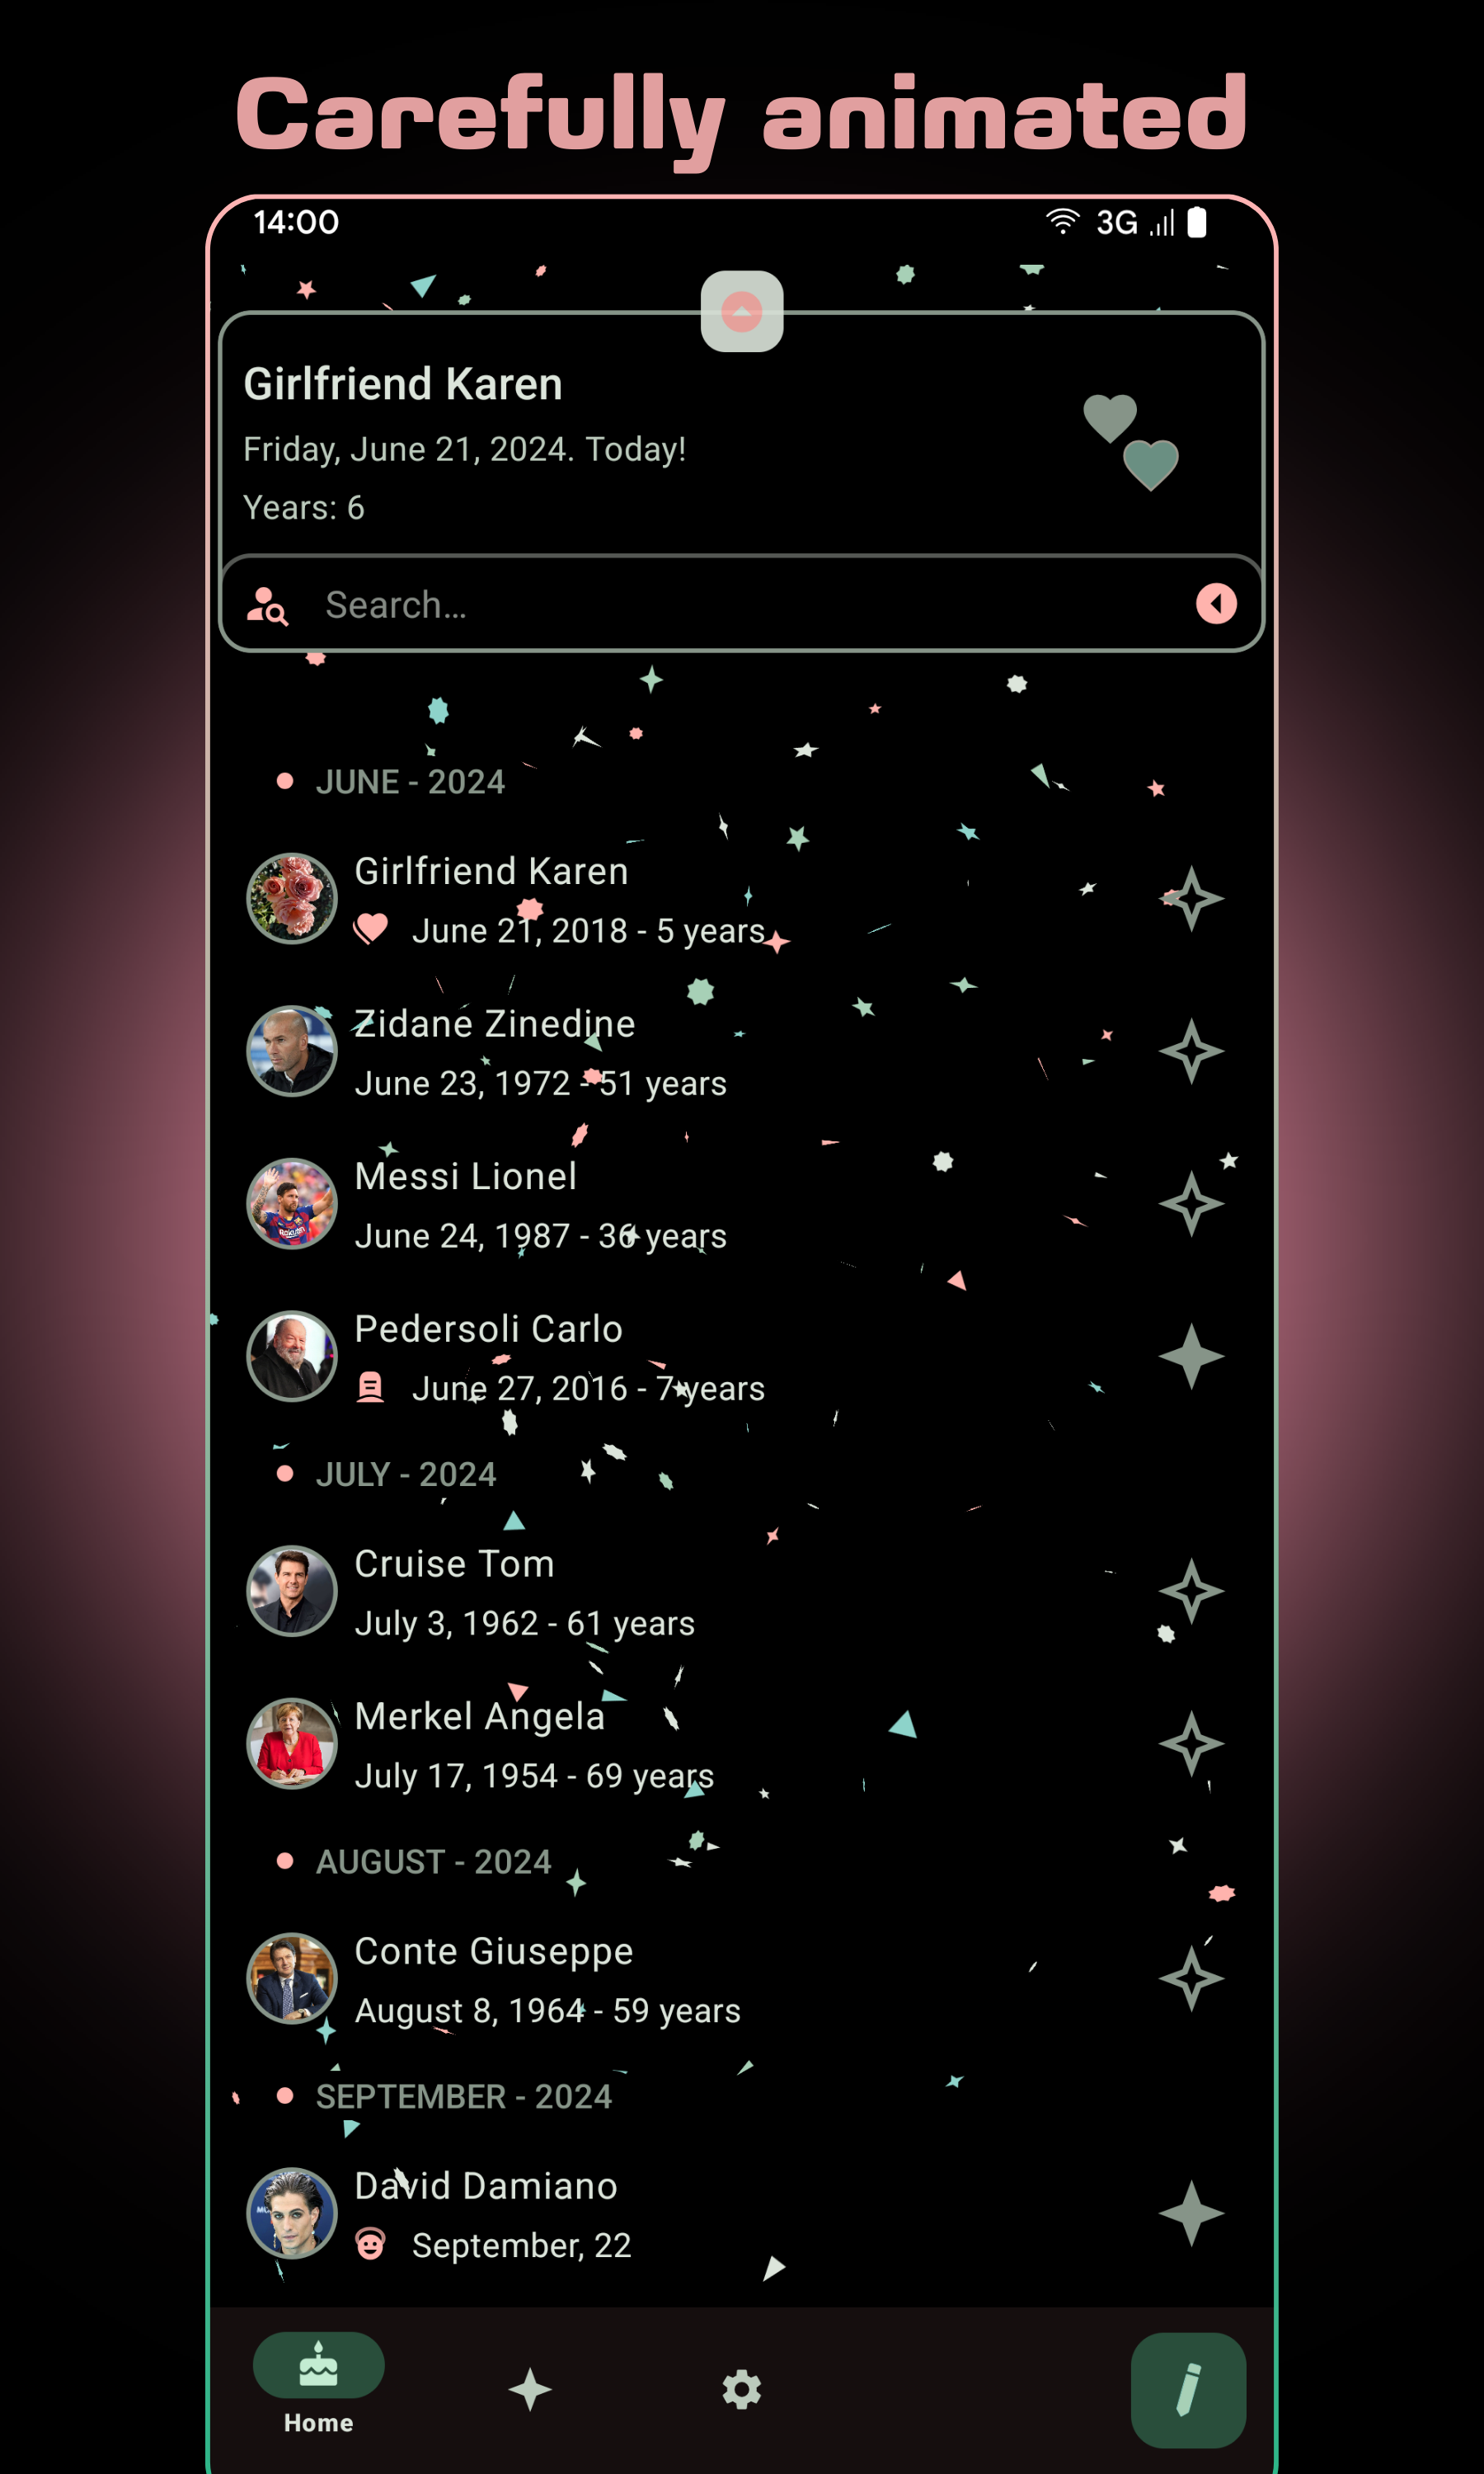 Carefully animated
14:00
3G
Girlfriend Karen
Friday, June 21, 2024. Today!
Years: 6
Search...
JUNE - 2024
Girlfriend Karen
June 21, 2018 - 5 years
Zidane Zinedine
June 23, 1972 - 51 years
Messi Lionel
June 24, 1987 - 36 years
Pedersoli Carlo
June 27, 2016 - 7 years
JULY - 2024
Cruise Tom
July 3, 1962 - 61 years
Merkel Angela
July 17, 1954 - 69 years
AUGUST - 2024
Conte Giuseppe
August 8, 1964 - 59 years
SEPTEMBER - 2024
David Damiano
September, 22
Home